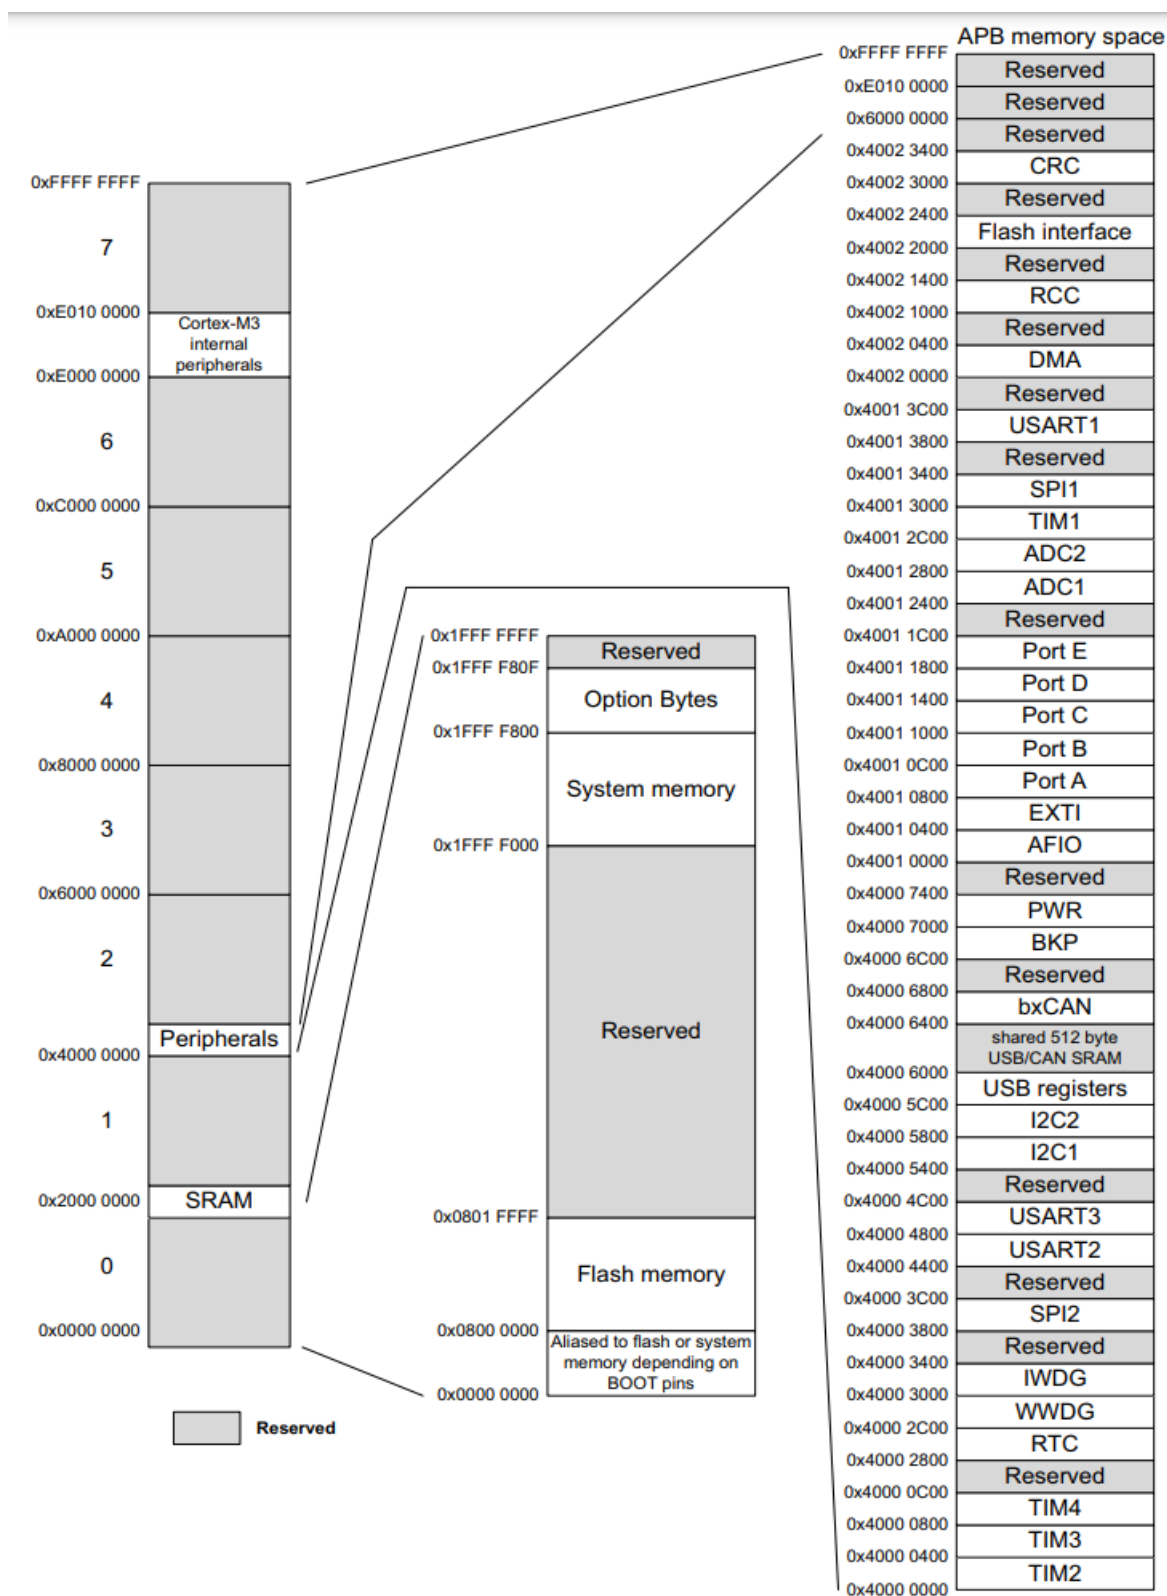 0xFFFF FFFF
7
0xE010 0000
Cortex-M3
internal
peripherals
0xE000 0000
6
0xC000 0000
5
0xA000 0000
4
0x8000 0000
3
0x6000 0000
2
Peripherals
0x4000 0000
1
0x2000 0000
SRAM
0
0x0000 0000
Reserved
0x1FFF FFFF
Reserved
0x1FFF F80F
Option Bytes
0x1FFF F800
System memory
0x1FFF F000
Reserved
0x0801 FFFF
Flash memory
0x0800 0000
Aliased to flash or system
memory depending on
BOOT pins
0x0000 0000
APB memory space
0xFFFF FFFF
Reserved
0xE010 0000
Reserved
0x6000 0000
Reserved
0x4002 3400
CRC
0x4002 3000
Reserved
0x4002 2400
Flash interface
0x4002 2000
Reserved
0x4002 1400
RCC
0x4002 1000
Reserved
0x4002 0400
DMA
0x4002 0000
Reserved
0x4001 3C00
USART1
0x4001 3800
Reserved
0x4001 3400
SPI1
0x4001 3000
TIM1
0x4001 2C00
ADC2
0x4001 2800
ADC1
0x4001 2400
Reserved
0x4001 1C00
Port E
0x4001 1800
Port D
0x4001 1400
Port C
0x4001 1000
Port B
0x4001 0C00
Port A
0x4001 0800
EXTI
0x4001 0400
AFIO
0x4001 0000
Reserved
0x4000 7400
PWR
0x4000 7000
BKP
0x4000 6C00
Reserved
0x4000 6800
bxCAN
0x4000 6400
shared 512 byte
USB/CAN SRAM
0x4000 6000
USB registers
0x4000 5C00
I2C2
0x4000 5800
I2C1
0x4000 5400
Reserved
0x4000 4C00
USART3
0x4000 4800
USART2
0x4000 4400
Reserved
0x4000 3C00
SPI2
0x4000 3800
Reserved
0x4000 3400
IWDG
0x4000 3000
WWDG
0x4000 2C00
RTC
0x4000 2800
Reserved
0x4000 0C00
TIM4
0x4000 0800
TIM3
0x4000 0400
TIM2
0x4000 0000